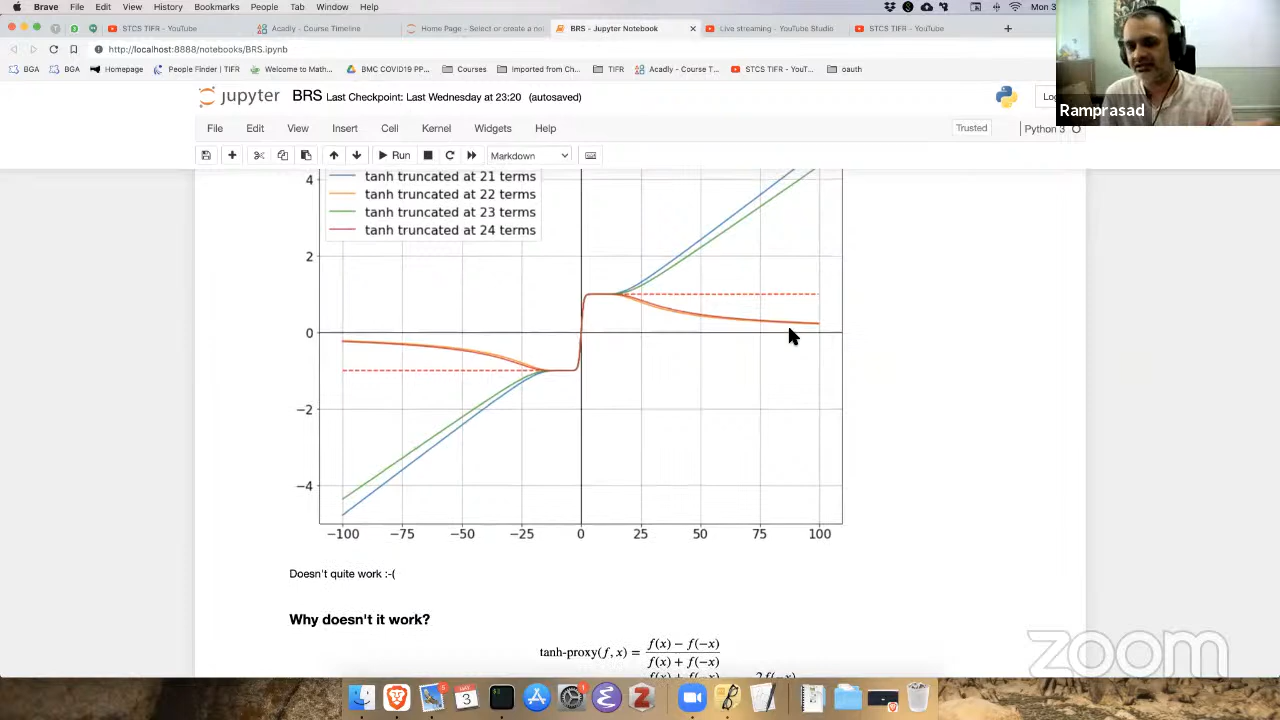 Brave File Edit View History Bookmarks People Tab Window Help Mon 3
STCS TIFR - YouTube Acadly - Course Timeline Home Page - Select or create a no BRS - Jupyter Notebook Live streaming - YouTube Studio STCS TIFR - YouTube
http://localhost:8888/notebooks/BRS.ipynb
BGA BGA Homepage People Finder | TIFR Welcome to Math... BMC COVID19 PP... Courses Imported from Ch... TIFR Acadly - Course T... STCS TIFR - YouT... oauth
Ramprasad
jupyter BRS Last Checkpoint: Last Wednesday at 23:20 (autosaved)
File Edit View Insert Cell Kernel Widgets Help Trusted Python 3
Run Markdown
tanh truncated at 21 terms
tanh truncated at 22 terms
tanh truncated at 23 terms
tanh truncated at 24 terms
4
2
0
−2
−4
−100 −75 −50 −25 0 25 50 75 100
Doesn't quite work :-(
Why doesn't it work?
tanh-proxy(f, x) = f(x) − f(−x) / f(x) + f(−x)
zoom